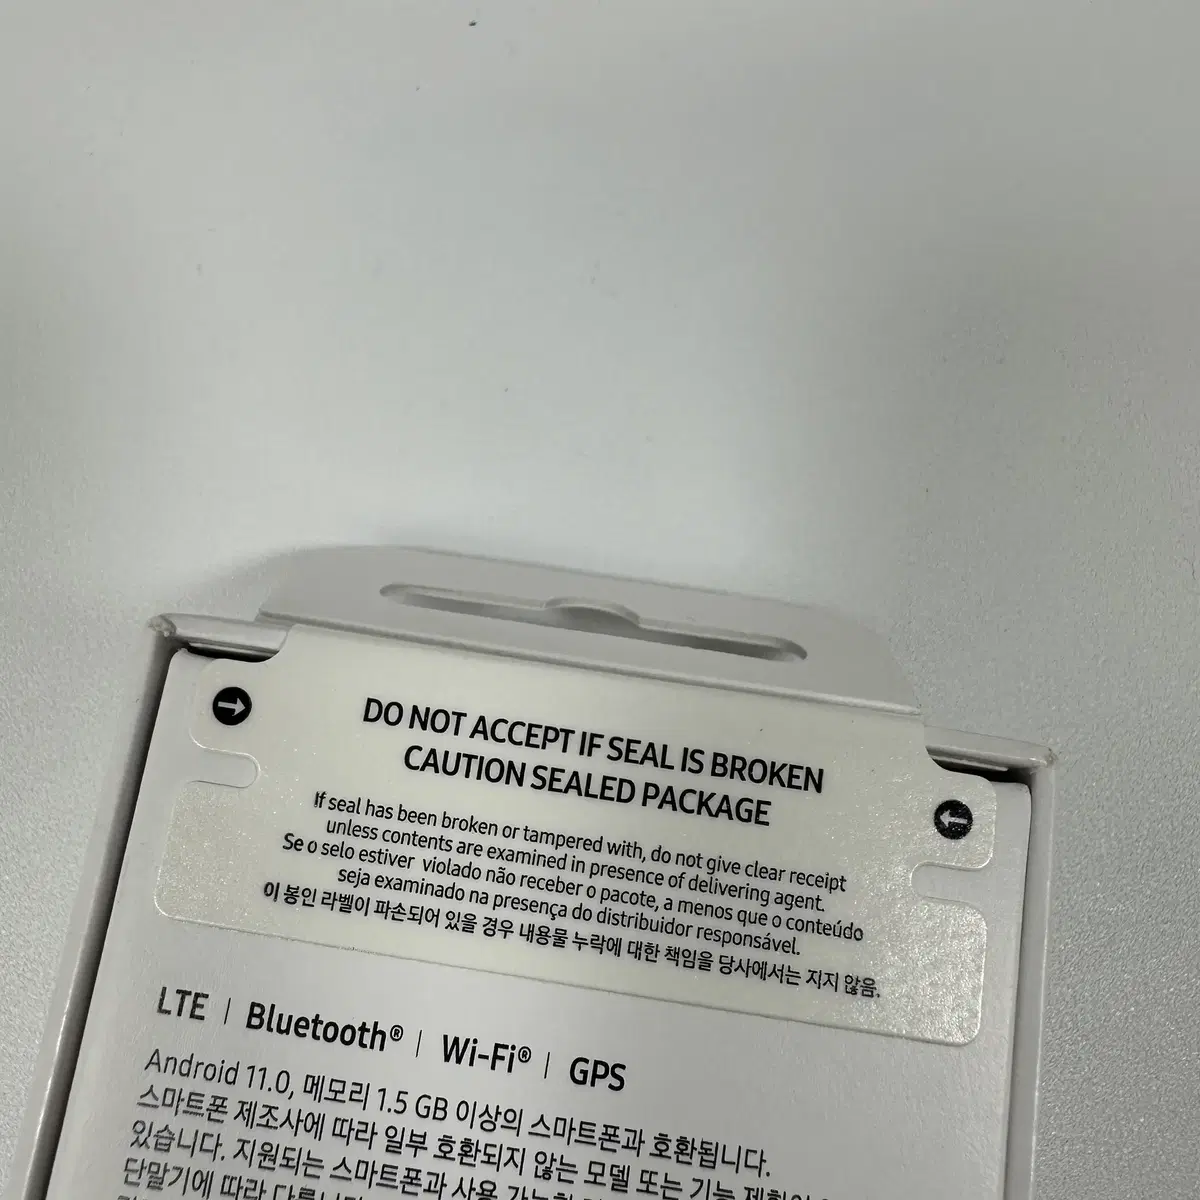 DO NOT ACCEPT IF SEAL IS BROKEN
CAUTION SEALED PACKAGE
If seal has been broken or tampered with, do not give clear receipt
unless contents are examined in presence of delivering agent.
Se o selo estiver violado não receber o pacote, a menos que o conteúdo
seja examinado na presença do distribuidor responsável.
이 봉인 라벨이 파손되어 있을 경우 내용물 누락에 대한 책임을 당사에서는 지지 않음.
LTE | Bluetooth® | Wi-Fi® | GPS
Android 11.0, 메모리 1.5 GB 이상의 스마트폰과 호환됩니다.
스마트폰 제조사에 따라 일부 호환되지 않는 모델 또는 기능 제한이
있습니다. 지원되는 스마트폰과 사용 가능한
단말기에 따라